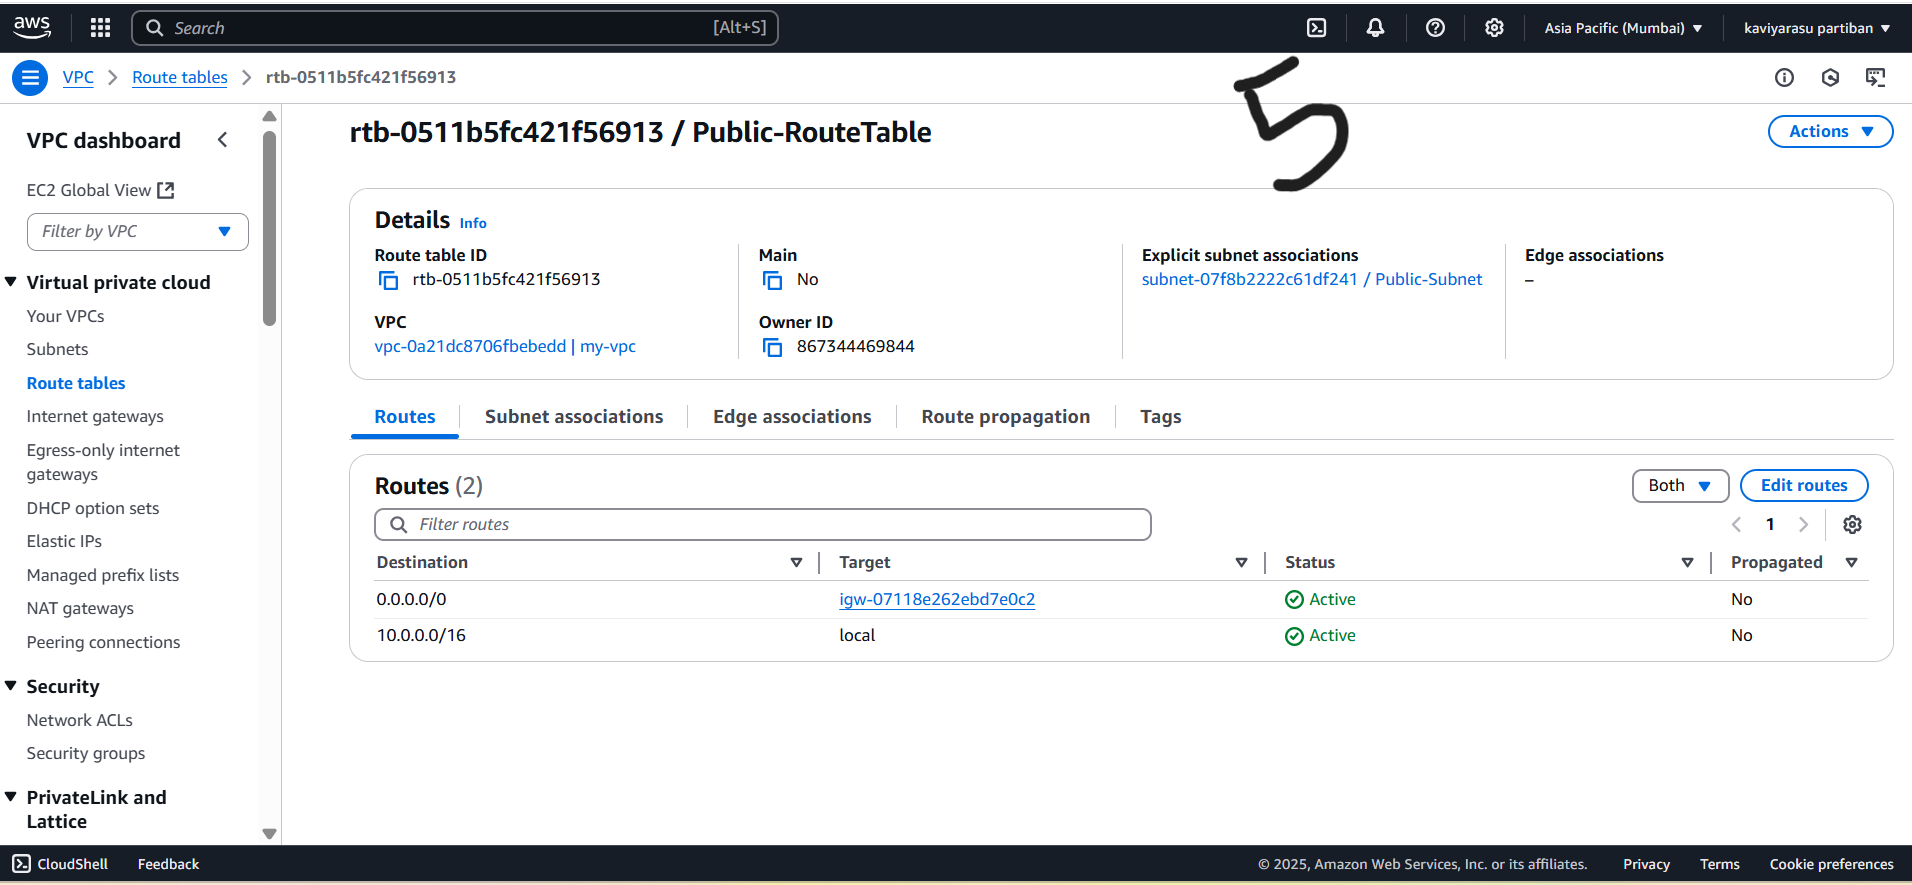 aws Search [Alt+S] Asia Pacific (Mumbai) kaviyarasu partiban
VPC Route tables rtb-0511b5fc421f56913
5
VPC dashboard
EC2 Global View
Filter by VPC
Virtual private cloud
Your VPCs
Subnets
Route tables
Internet gateways
Egress-only internet
gateways
DHCP option sets
Elastic IPs
Managed prefix lists
NAT gateways
Peering connections
Security
Network ACLs
Security groups
PrivateLink and
Lattice
rtb-0511b5fc421f56913 / Public-RouteTable
Actions
Details Info
Route table ID
rtb-0511b5fc421f56913
VPC
vpc-0a21dc8706fbebedd | my-vpc
Main
No
Owner ID
867344469844
Explicit subnet associations
subnet-07f8b2222c61df241 / Public-Subnet
Edge associations
–
Routes Subnet associations Edge associations Route propagation Tags
Routes (2)
Both Edit routes
Filter routes
1
Destination Target Status Propagated
0.0.0.0/0 igw-07118e262ebd7e0c2 Active No
10.0.0.0/16 local Active No
CloudShell Feedback © 2025, Amazon Web Services, Inc. or its affiliates. Privacy Terms Cookie preferences